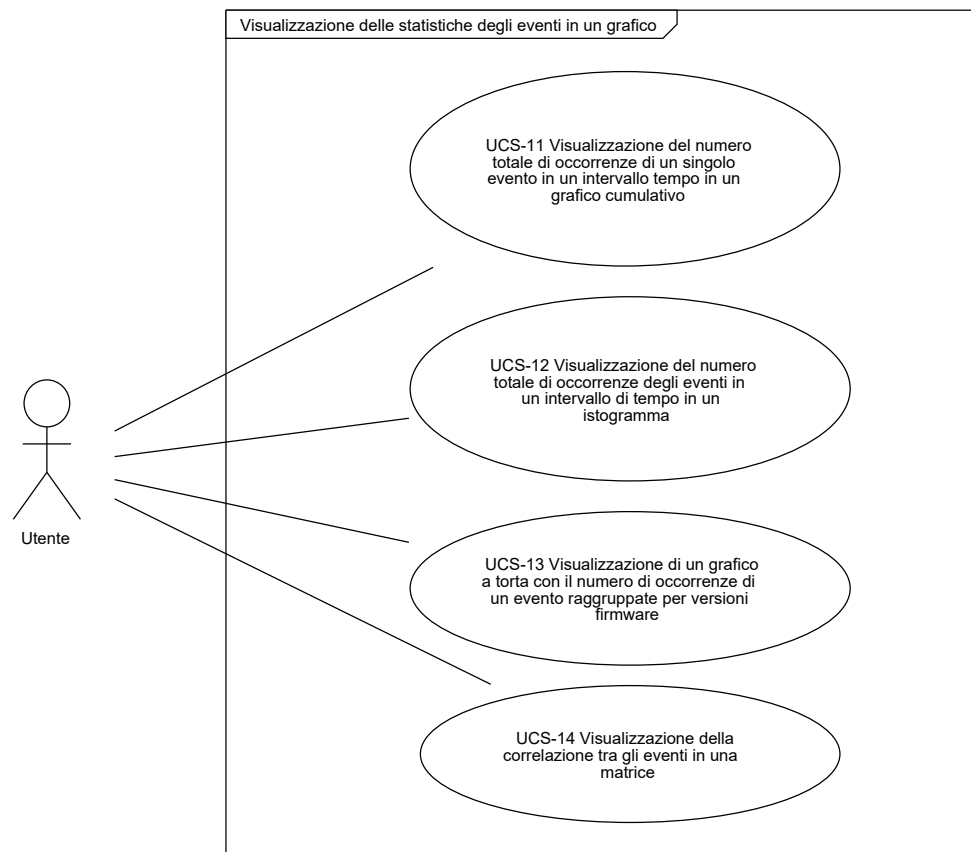 Visualizzazione delle statistiche degli eventi in un grafico
UCS-11 Visualizzazione del numero
totale di occorrenze di un singolo
evento in un intervallo tempo in un
grafico cumulativo
UCS-12 Visualizzazione del numero
totale di occorrenze degli eventi in
un intervallo di tempo in un
istogramma
Utente
UCS-13 Visualizzazione di un grafico
a torta con il numero di occorrenze di
un evento raggruppate per versioni
firmware
UCS-14 Visualizzazione della
correlazione tra gli eventi in una
matrice